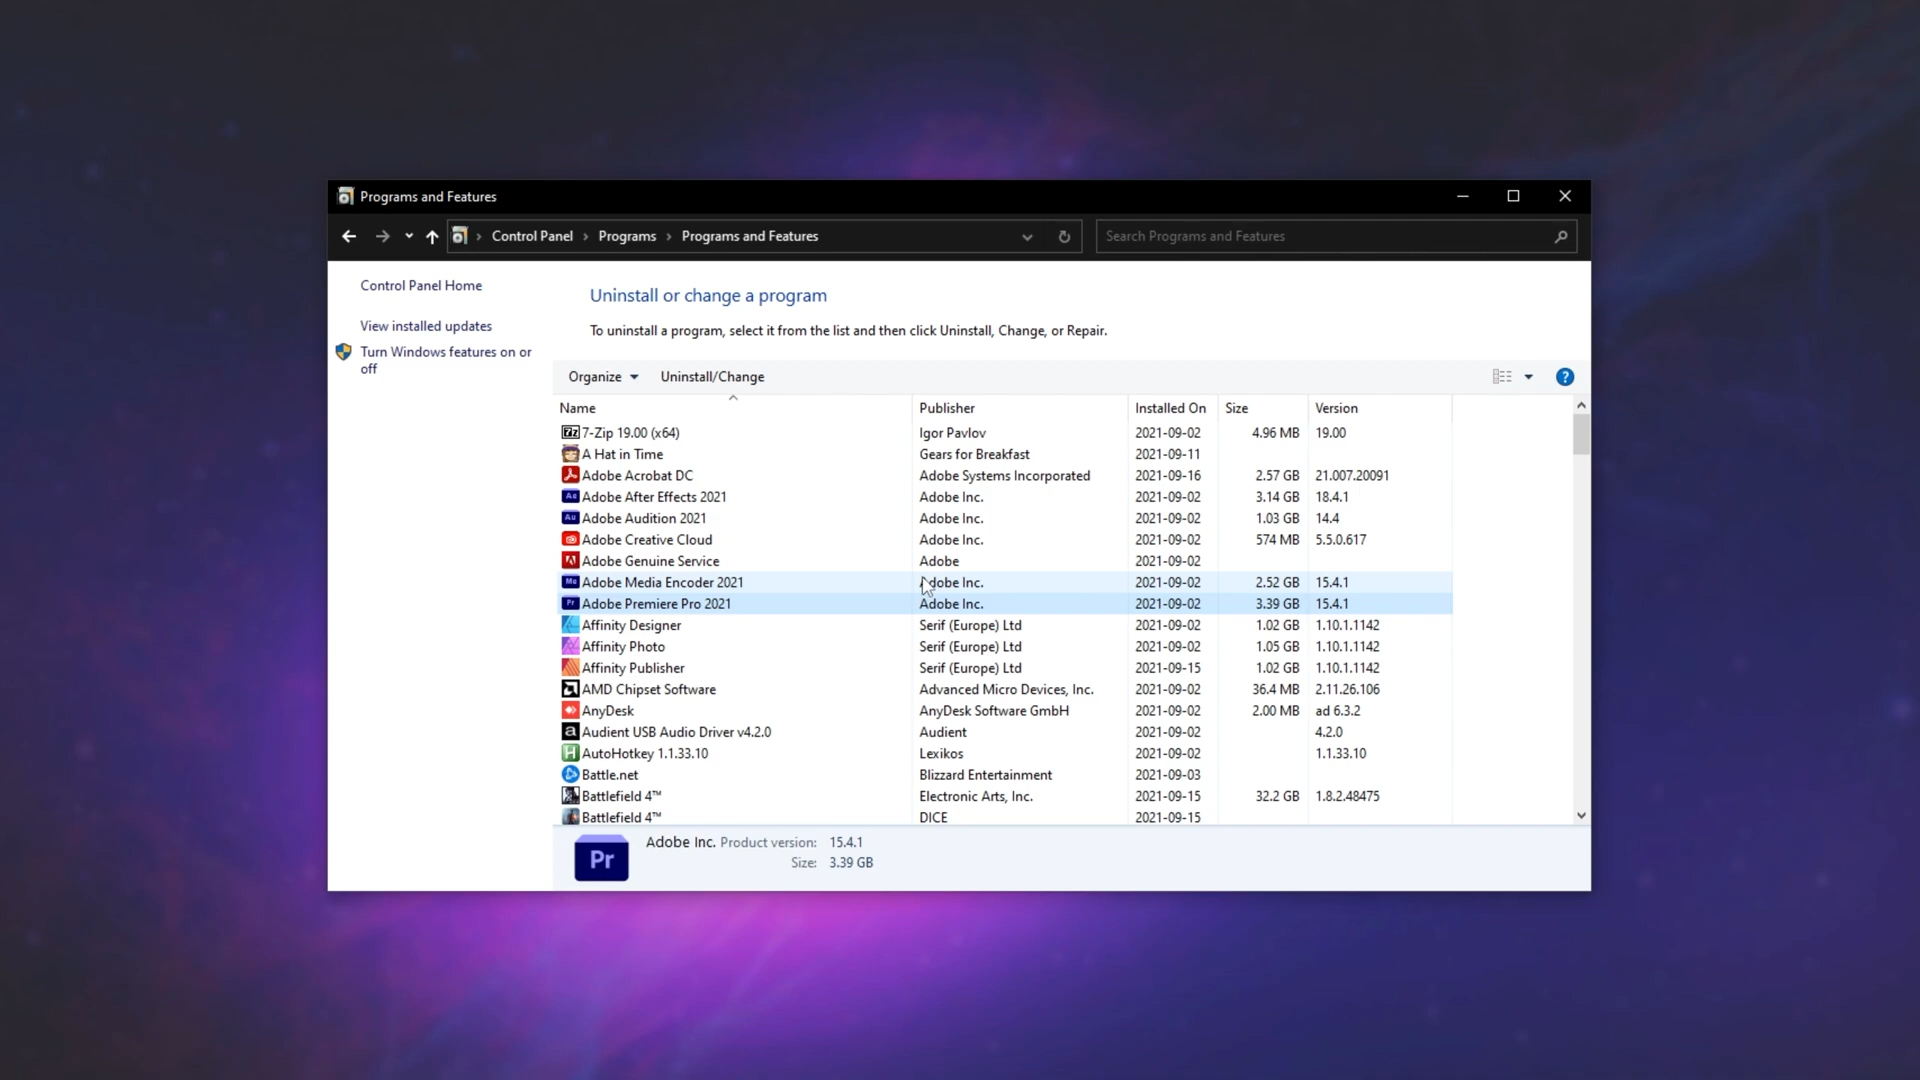 Programs and Features
Control Panel > Programs > Programs and Features
Search Programs and Features
Control Panel Home
View installed updates
Turn Windows features on or
off
Uninstall or change a program
To uninstall a program, select it from the list and then click Uninstall, Change, or Repair.
Organize Uninstall/Change ?
Name Publisher Installed On Size Version
7z 7-Zip 19.00 (x64) Igor Pavlov 2021-09-02 4.96 MB 19.00
A Hat in Time Gears for Breakfast 2021-09-11
Adobe Acrobat DC Adobe Systems Incorporated 2021-09-16 2.57 GB 21.007.20091
Ae Adobe After Effects 2021 Adobe Inc. 2021-09-02 3.14 GB 18.4.1
Au Adobe Audition 2021 Adobe Inc. 2021-09-02 1.03 GB 14.4
Adobe Creative Cloud Adobe Inc. 2021-09-02 574 MB 5.5.0.617
Adobe Genuine Service Adobe 2021-09-02
Me Adobe Media Encoder 2021 Adobe Inc. 2021-09-02 2.52 GB 15.4.1
Pr Adobe Premiere Pro 2021 Adobe Inc. 2021-09-02 3.39 GB 15.4.1
Affinity Designer Serif (Europe) Ltd 2021-09-02 1.02 GB 1.10.1.1142
Affinity Photo Serif (Europe) Ltd 2021-09-02 1.05 GB 1.10.1.1142
Affinity Publisher Serif (Europe) Ltd 2021-09-15 1.02 GB 1.10.1.1142
AMD Chipset Software Advanced Micro Devices, Inc. 2021-09-02 36.4 MB 2.11.26.106
AnyDesk AnyDesk Software GmbH 2021-09-02 2.00 MB ad 6.3.2
a Audient USB Audio Driver v4.2.0 Audient 2021-09-02 4.2.0
H AutoHotkey 1.1.33.10 Lexikos 2021-09-02 1.1.33.10
Battle.net Blizzard Entertainment 2021-09-03
Battlefield 4™ Electronic Arts, Inc. 2021-09-15 32.2 GB 1.8.2.48475
Battlefield 4™ DICE 2021-09-15
Pr
Adobe Inc. Product version: 15.4.1
Size: 3.39 GB